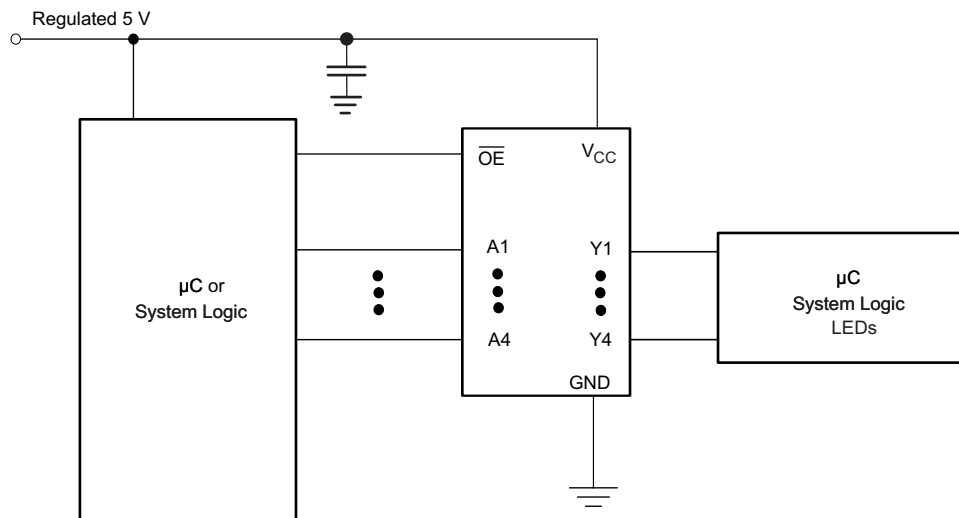 Regulated 5 V
OE
VCC
A1
Y1
µC or
System Logic
µC
System Logic
LEDs
A4
Y4
GND